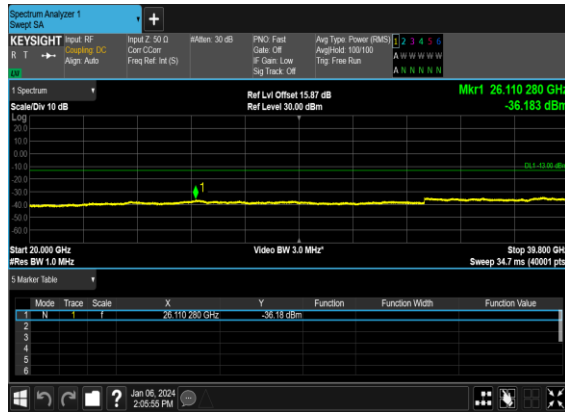 Spectrum Analyzer 1
Swept SA
+
KEYSIGHT Input: RF Input Z: 50 Ω #Atten: 30 dB PNO: Fast Avg Type: Power (RMS) 1 2 3 4 5 6
R T Coupling: DC Corr CCorr Gate: Off Avg|Hold: 100/100 A W W W W W
Align: Auto Freq Ref: Int (S) IF Gain: Low Trig: Free Run
LXI Sig Track: Off A N N N N N
1 Spectrum Ref Lvl Offset 15.87 dB Mkr1 26.110 280 GHz
Scale/Div 10 dB Ref Level 30.00 dBm -36.183 dBm
Log
20.0
10.0
0.00
-10.0 DL1 -13.00 dBm
-20.0
-30.0 1
-40.0
-50.0
-60.0
Start 20.000 GHz Video BW 3.0 MHz* Stop 39.800 GHz
#Res BW 1.0 MHz Sweep 34.7 ms (40001 pts)
5 Marker Table
Mode Trace Scale X Y Function Function Width Function Value
1 N 1 f 26.110 280 GHz -36.18 dBm
2
3
4
5
6
? Jan 06, 2024
2:05:55 PM